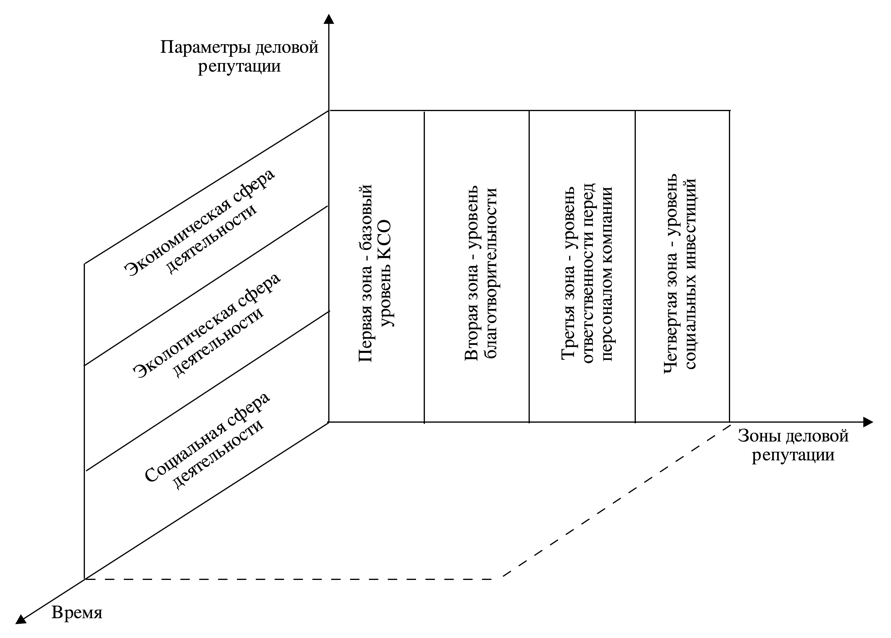 Параметры деловой
репутации
Экономическая сфера
деятельности
Экологическая сфера
деятельности
Социальная сфера
деятельности
Первая зона - базовый
уровень КСО
Вторая зона - уровень
благотворительности
Третья зона - уровень
ответственности перед
персоналом компании
Четвертая зона - уровень
социальных инвестиций
Зоны деловой
репутации
Время